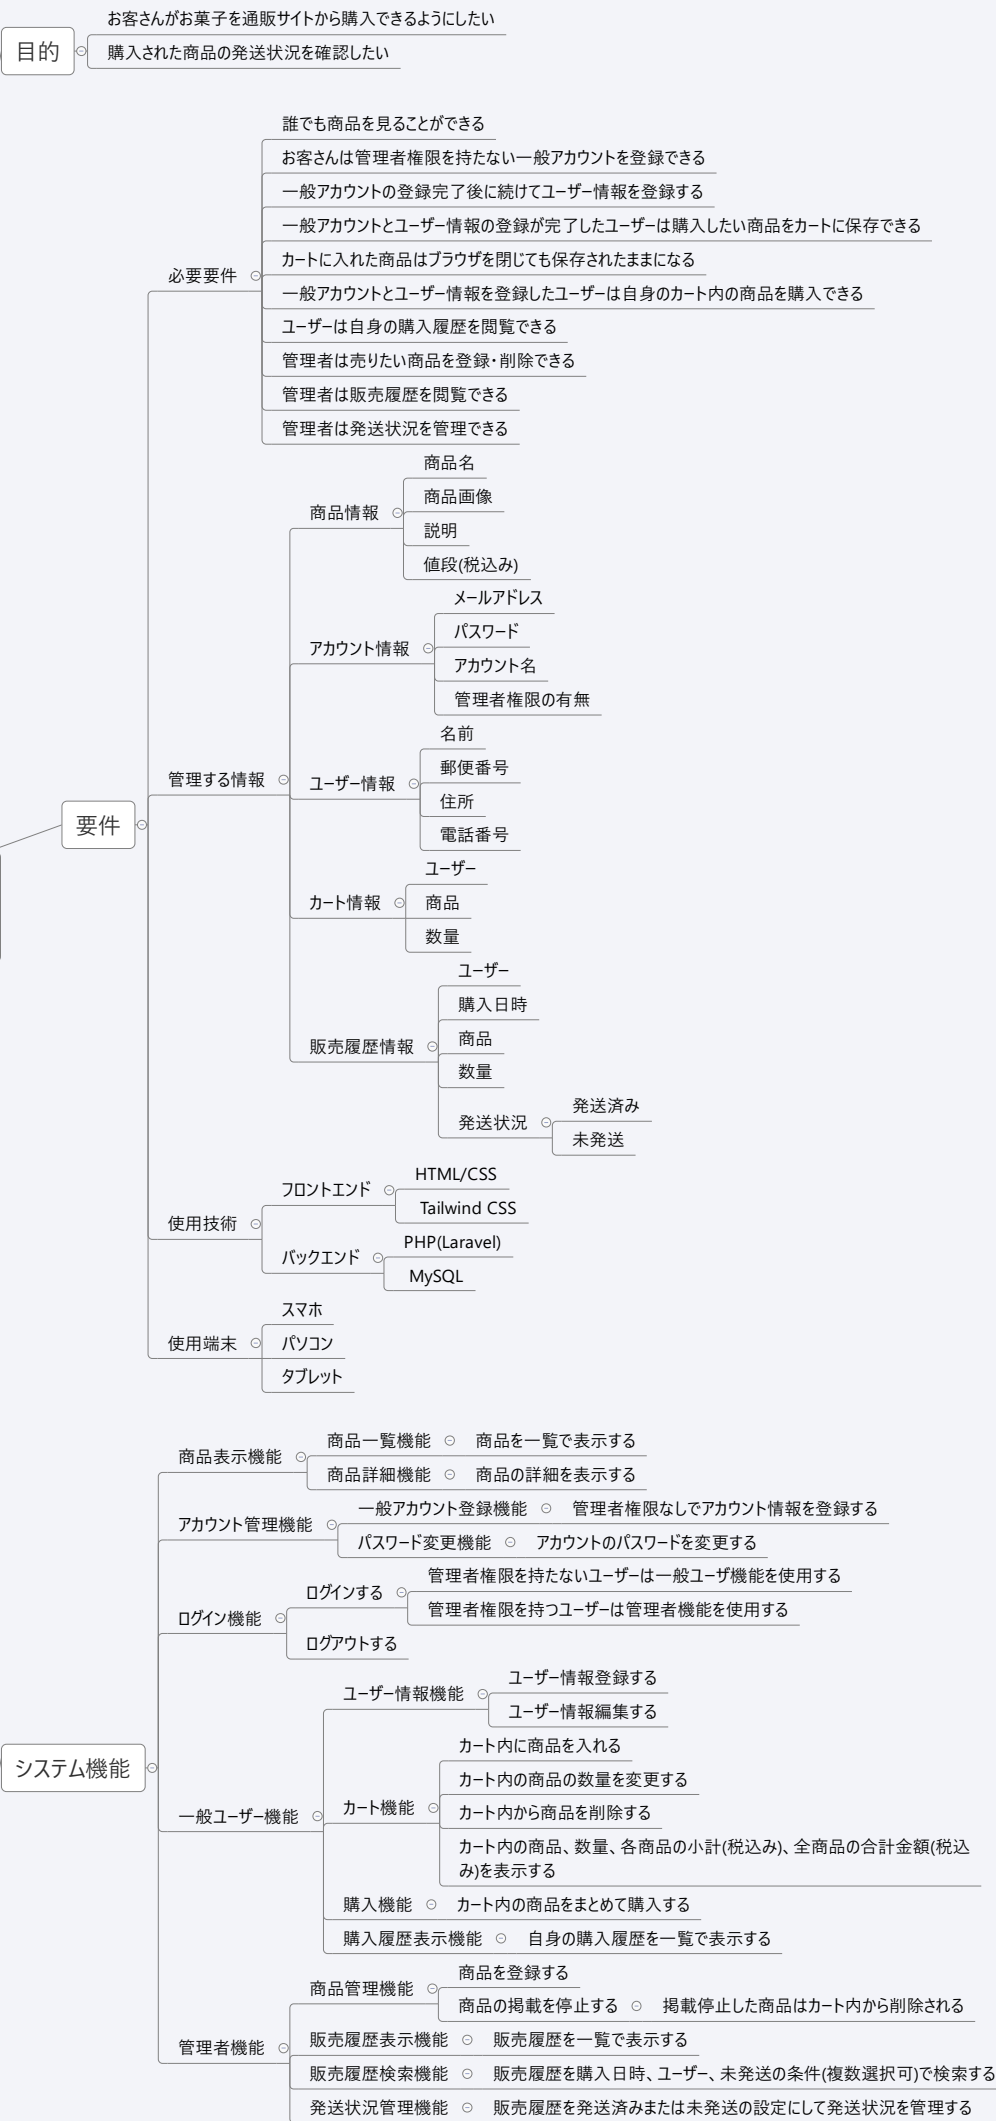 目的
お客さんがお菓子を通販サイトから購入できるようにしたい
購入された商品の発送状況を確認したい
要件
必要要件
誰でも商品を見ることができる
お客さんは管理者権限を持たない一般アカウントを登録できる
一般アカウントの登録完了後に続けてユーザー情報を登録する
一般アカウントとユーザー情報の登録が完了したユーザーは購入したい商品をカートに保存できる
カートに入れた商品はブラウザを閉じても保存されたままになる
一般アカウントとユーザー情報を登録したユーザーは自身のカート内の商品を購入できる
ユーザーは自身の購入履歴を閲覧できる
管理者は売りたい商品を登録・削除できる
管理者は販売履歴を閲覧できる
管理者は発送状況を管理できる
管理する情報
商品情報
商品名
商品画像
説明
値段(税込み)
アカウント情報
メールアドレス
パスワード
アカウント名
管理者権限の有無
ユーザー情報
名前
郵便番号
住所
電話番号
カート情報
ユーザー
商品
数量
販売履歴情報
ユーザー
購入日時
商品
数量
発送状況
発送済み
未発送
使用技術
フロントエンド
HTML/CSS
Tailwind CSS
バックエンド
PHP(Laravel)
MySQL
使用端末
スマホ
パソコン
タブレット
システム機能
商品表示機能
商品一覧機能
商品を一覧で表示する
商品詳細機能
商品の詳細を表示する
アカウント管理機能
一般アカウント登録機能
管理者権限なしでアカウント情報を登録する
パスワード変更機能
アカウントのパスワードを変更する
ログイン機能
ログインする
管理者権限を持たないユーザーは一般ユーザ機能を使用する
管理者権限を持つユーザーは管理者機能を使用する
ログアウトする
一般ユーザー機能
ユーザー情報機能
ユーザー情報登録する
ユーザー情報編集する
カート機能
カート内に商品を入れる
カート内の商品の数量を変更する
カート内から商品を削除する
カート内の商品、数量、各商品の小計(税込み)、全商品の合計金額(税込
み)を表示する
購入機能
カート内の商品をまとめて購入する
購入履歴表示機能
自身の購入履歴を一覧で表示する
管理者機能
商品管理機能
商品を登録する
商品の掲載を停止する
掲載停止した商品はカート内から削除される
販売履歴表示機能
販売履歴を一覧で表示する
販売履歴検索機能
販売履歴を購入日時、ユーザー、未発送の条件(複数選択可)で検索する
発送状況管理機能
販売履歴を発送済みまたは未発送の設定にして発送状況を管理する